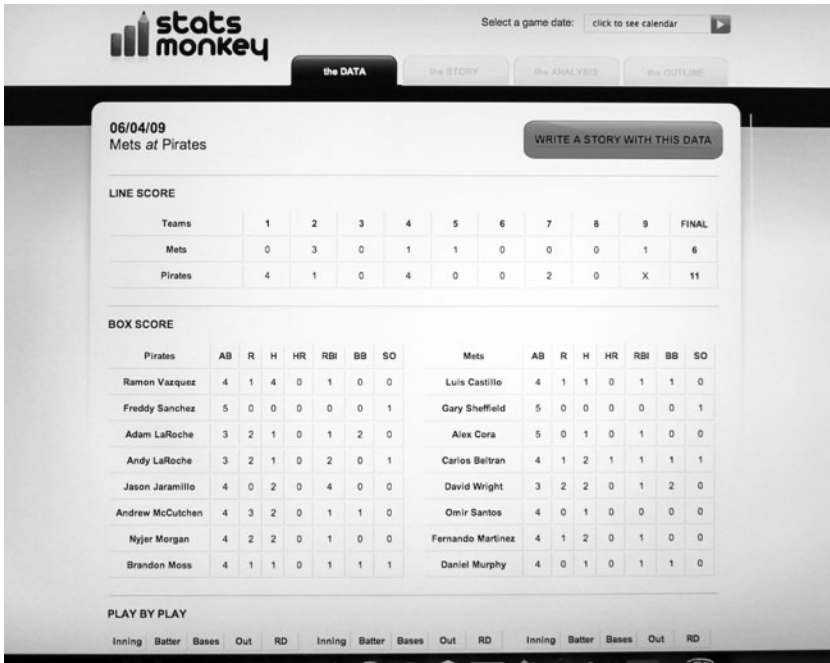 stats
monkey
Select a game date: click to see calendar
the DATA the STORY the ANALYSIS the OUTLINE
06/04/09
Mets at Pirates
WRITE A STORY WITH THIS DATA
LINE SCORE
Teams 1 2 3 4 5 6 7 8 9 FINAL
Mets 0 3 0 1 1 0 0 0 1 6
Pirates 4 1 0 4 0 0 2 0 X 11
BOX SCORE
Pirates AB R H HR RBI BB SO Mets AB R H HR RBI BB SO
Ramon Vazquez 4 1 4 0 1 0 0 Luis Castillo 4 1 1 0 1 1 0
Freddy Sanchez 5 0 0 0 0 0 1 Gary Sheffield 5 0 0 0 0 0 1
Adam LaRoche 3 2 1 0 1 2 0 Alex Cora 5 0 1 0 1 0 0
Andy LaRoche 3 2 1 0 2 0 1 Carlos Beltran 4 1 2 1 1 1 1
Jason Jaramillo 4 0 2 0 4 0 0 David Wright 3 2 2 0 1 2 0
Andrew McCutchen 4 3 2 0 1 1 0 Omir Santos 4 0 1 0 0 0 0
Nyjer Morgan 4 2 2 0 1 0 0 Fernando Martinez 4 1 2 0 1 0 0
Brandon Moss 4 1 1 0 1 1 1 Daniel Murphy 4 0 1 0 1 1 0
PLAY BY PLAY
Inning Batter Bases Out RD Inning Batter Bases Out RD Inning Batter Bases Out RD